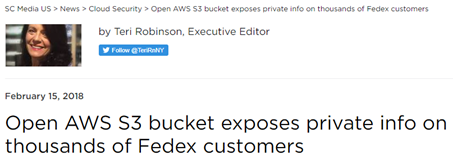 SC Media US > News > Cloud Security > Open AWS S3 bucket exposes private info on thousands of Fedex customers
by Teri Robinson, Executive Editor
Follow @TeriRnNY
February 15, 2018
Open AWS S3 bucket exposes private info on
thousands of Fedex customers